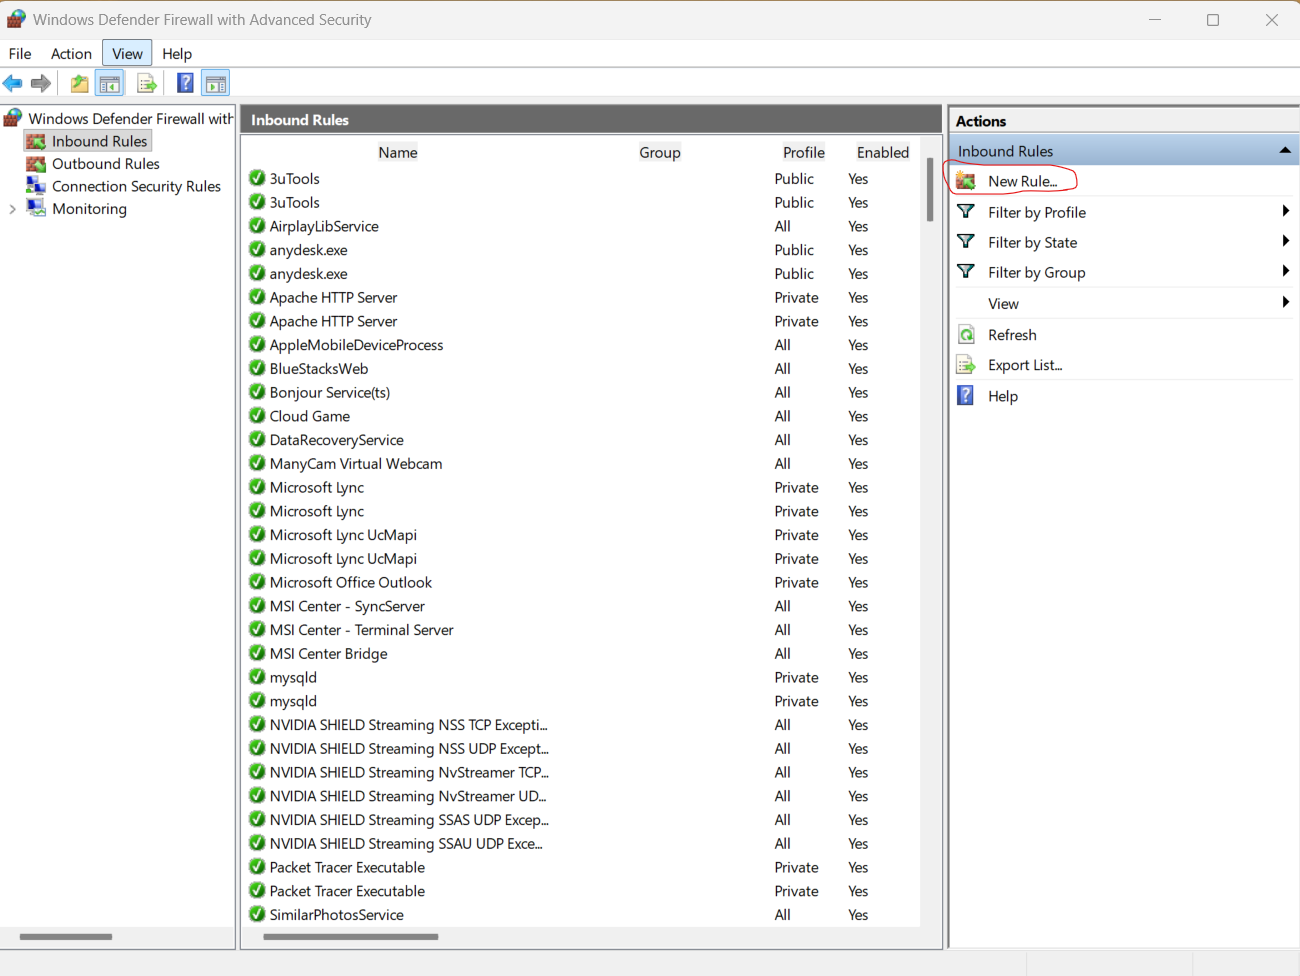 Windows Defender Firewall with Advanced Security
File Action View Help
Windows Defender Firewall with
Inbound Rules
Outbound Rules
Connection Security Rules
Monitoring
Inbound Rules
Name Group Profile Enabled
3uTools Public Yes
3uTools Public Yes
AirplayLibService All Yes
anydesk.exe Public Yes
anydesk.exe Public Yes
Apache HTTP Server Private Yes
Apache HTTP Server Private Yes
AppleMobileDeviceProcess All Yes
BlueStacksWeb All Yes
Bonjour Service(ts) All Yes
Cloud Game All Yes
DataRecoveryService All Yes
ManyCam Virtual Webcam All Yes
Microsoft Lync Private Yes
Microsoft Lync Private Yes
Microsoft Lync UcMapi Private Yes
Microsoft Lync UcMapi Private Yes
Microsoft Office Outlook Private Yes
MSI Center - SyncServer All Yes
MSI Center - Terminal Server All Yes
MSI Center Bridge All Yes
mysqld Private Yes
mysqld Private Yes
NVIDIA SHIELD Streaming NSS TCP Excepti... All Yes
NVIDIA SHIELD Streaming NSS UDP Except... All Yes
NVIDIA SHIELD Streaming NvStreamer TCP... All Yes
NVIDIA SHIELD Streaming NvStreamer UD... All Yes
NVIDIA SHIELD Streaming SSAS UDP Excep... All Yes
NVIDIA SHIELD Streaming SSAU UDP Exce... All Yes
Packet Tracer Executable Private Yes
Packet Tracer Executable Private Yes
SimilarPhotosService All Yes
Actions
Inbound Rules
New Rule...
Filter by Profile
Filter by State
Filter by Group
View
Refresh
Export List...
Help